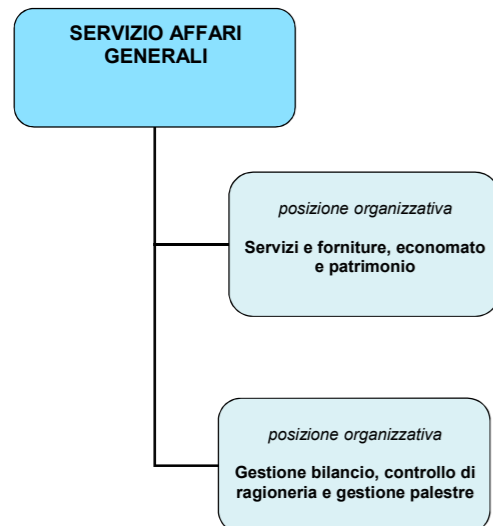 SERVIZIO AFFARI
GENERALI
posizione organizzativa
Servizi e forniture, economato
e patrimonio
posizione organizzativa
Gestione bilancio, controllo di
ragioneria e gestione palestre